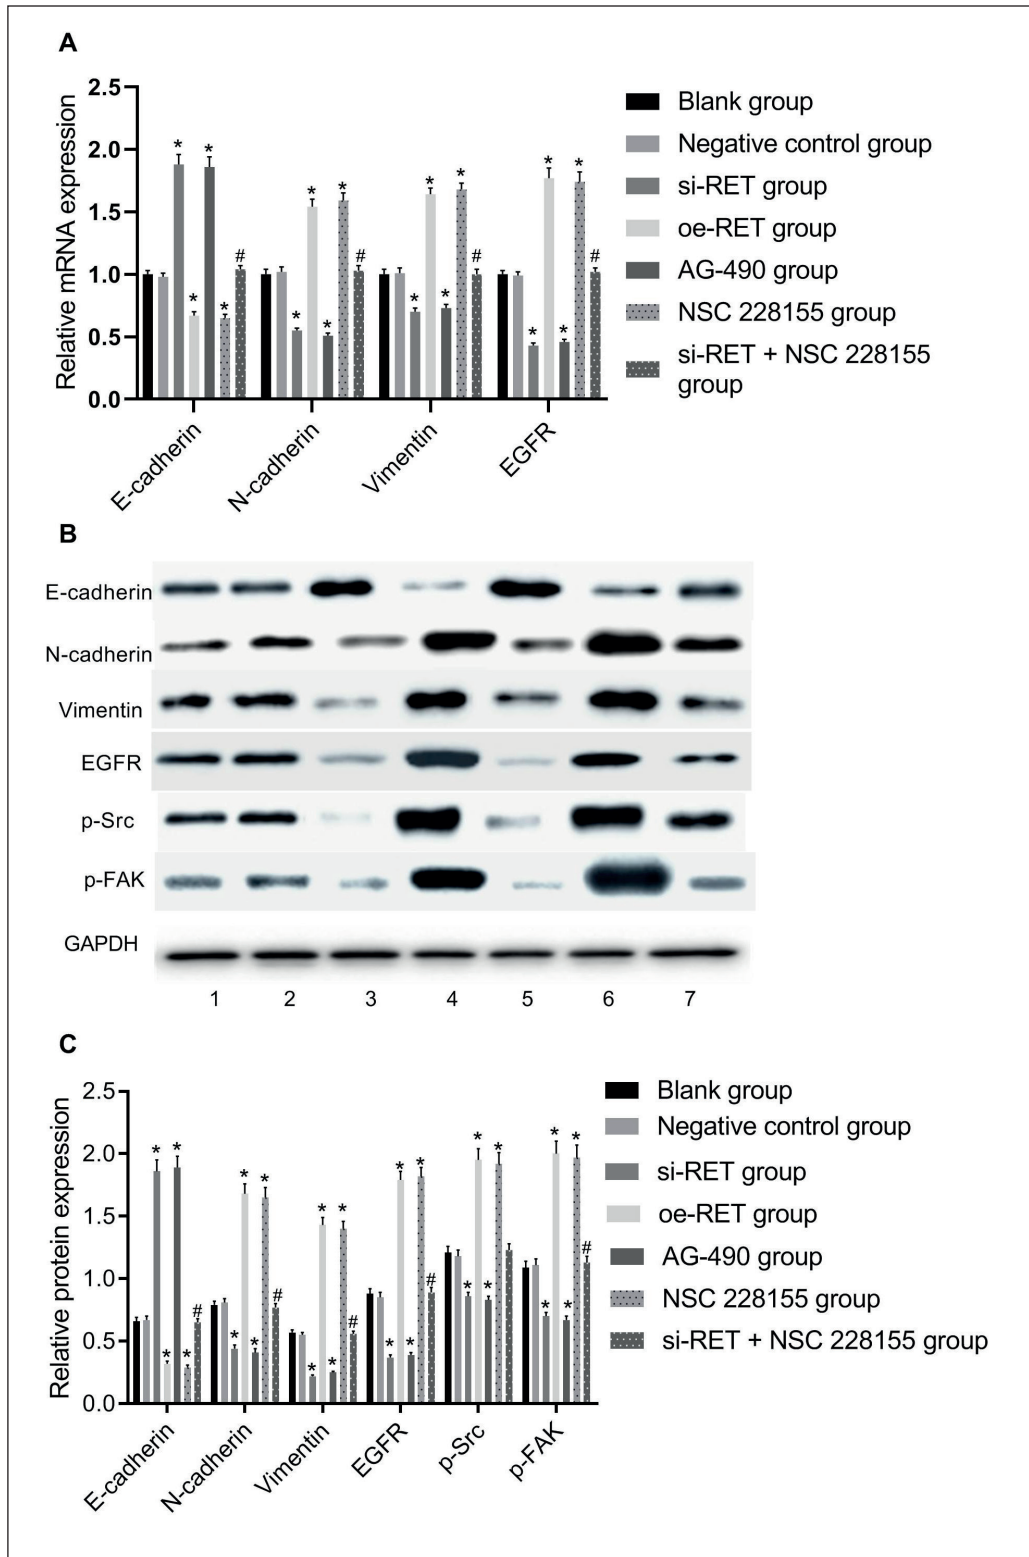 A
Relative mRNA expression
2.5
2.0
1.5
1.0
0.5
0.0
* * * * # * * * * # * * * * # * * * * #
E-cadherin
N-cadherin
Vimentin
EGFR
Blank group
Negative control group
si-RET group
oe-RET group
AG-490 group
NSC 228155 group
si-RET + NSC 228155
group
B
E-cadherin
N-cadherin
Vimentin
EGFR
p-Src
p-FAK
GAPDH
1 2 3 4 5 6 7
C
Relative protein expression
2.5
2.0
1.5
1.0
0.5
0.0
* * * * # * * * * # * * * * # * * * * # * * * * * * * * #
E-cadherin
N-cadherin
Vimentin
EGFR
p-Src
p-FAK
Blank group
Negative control group
si-RET group
oe-RET group
AG-490 group
NSC 228155 group
si-RET + NSC 228155 group